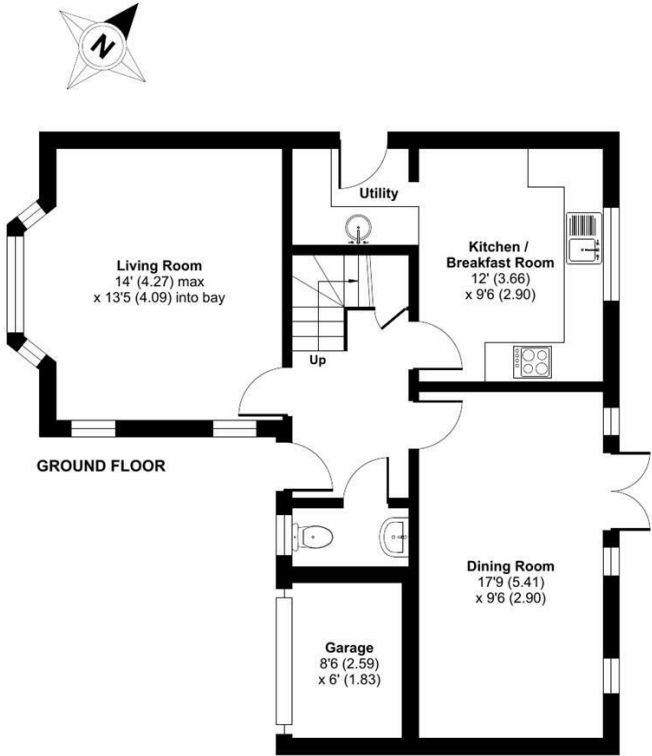 N
Utility
Living Room
14' (4.27) max
x 13'5 (4.09) into bay
Kitchen /
Breakfast Room
12' (3.66)
x 9'6 (2.90)
Up
GROUND FLOOR
Dining Room
17'9 (5.41)
x 9'6 (2.90)
Garage
8'6 (2.59)
x 6' (1.83)